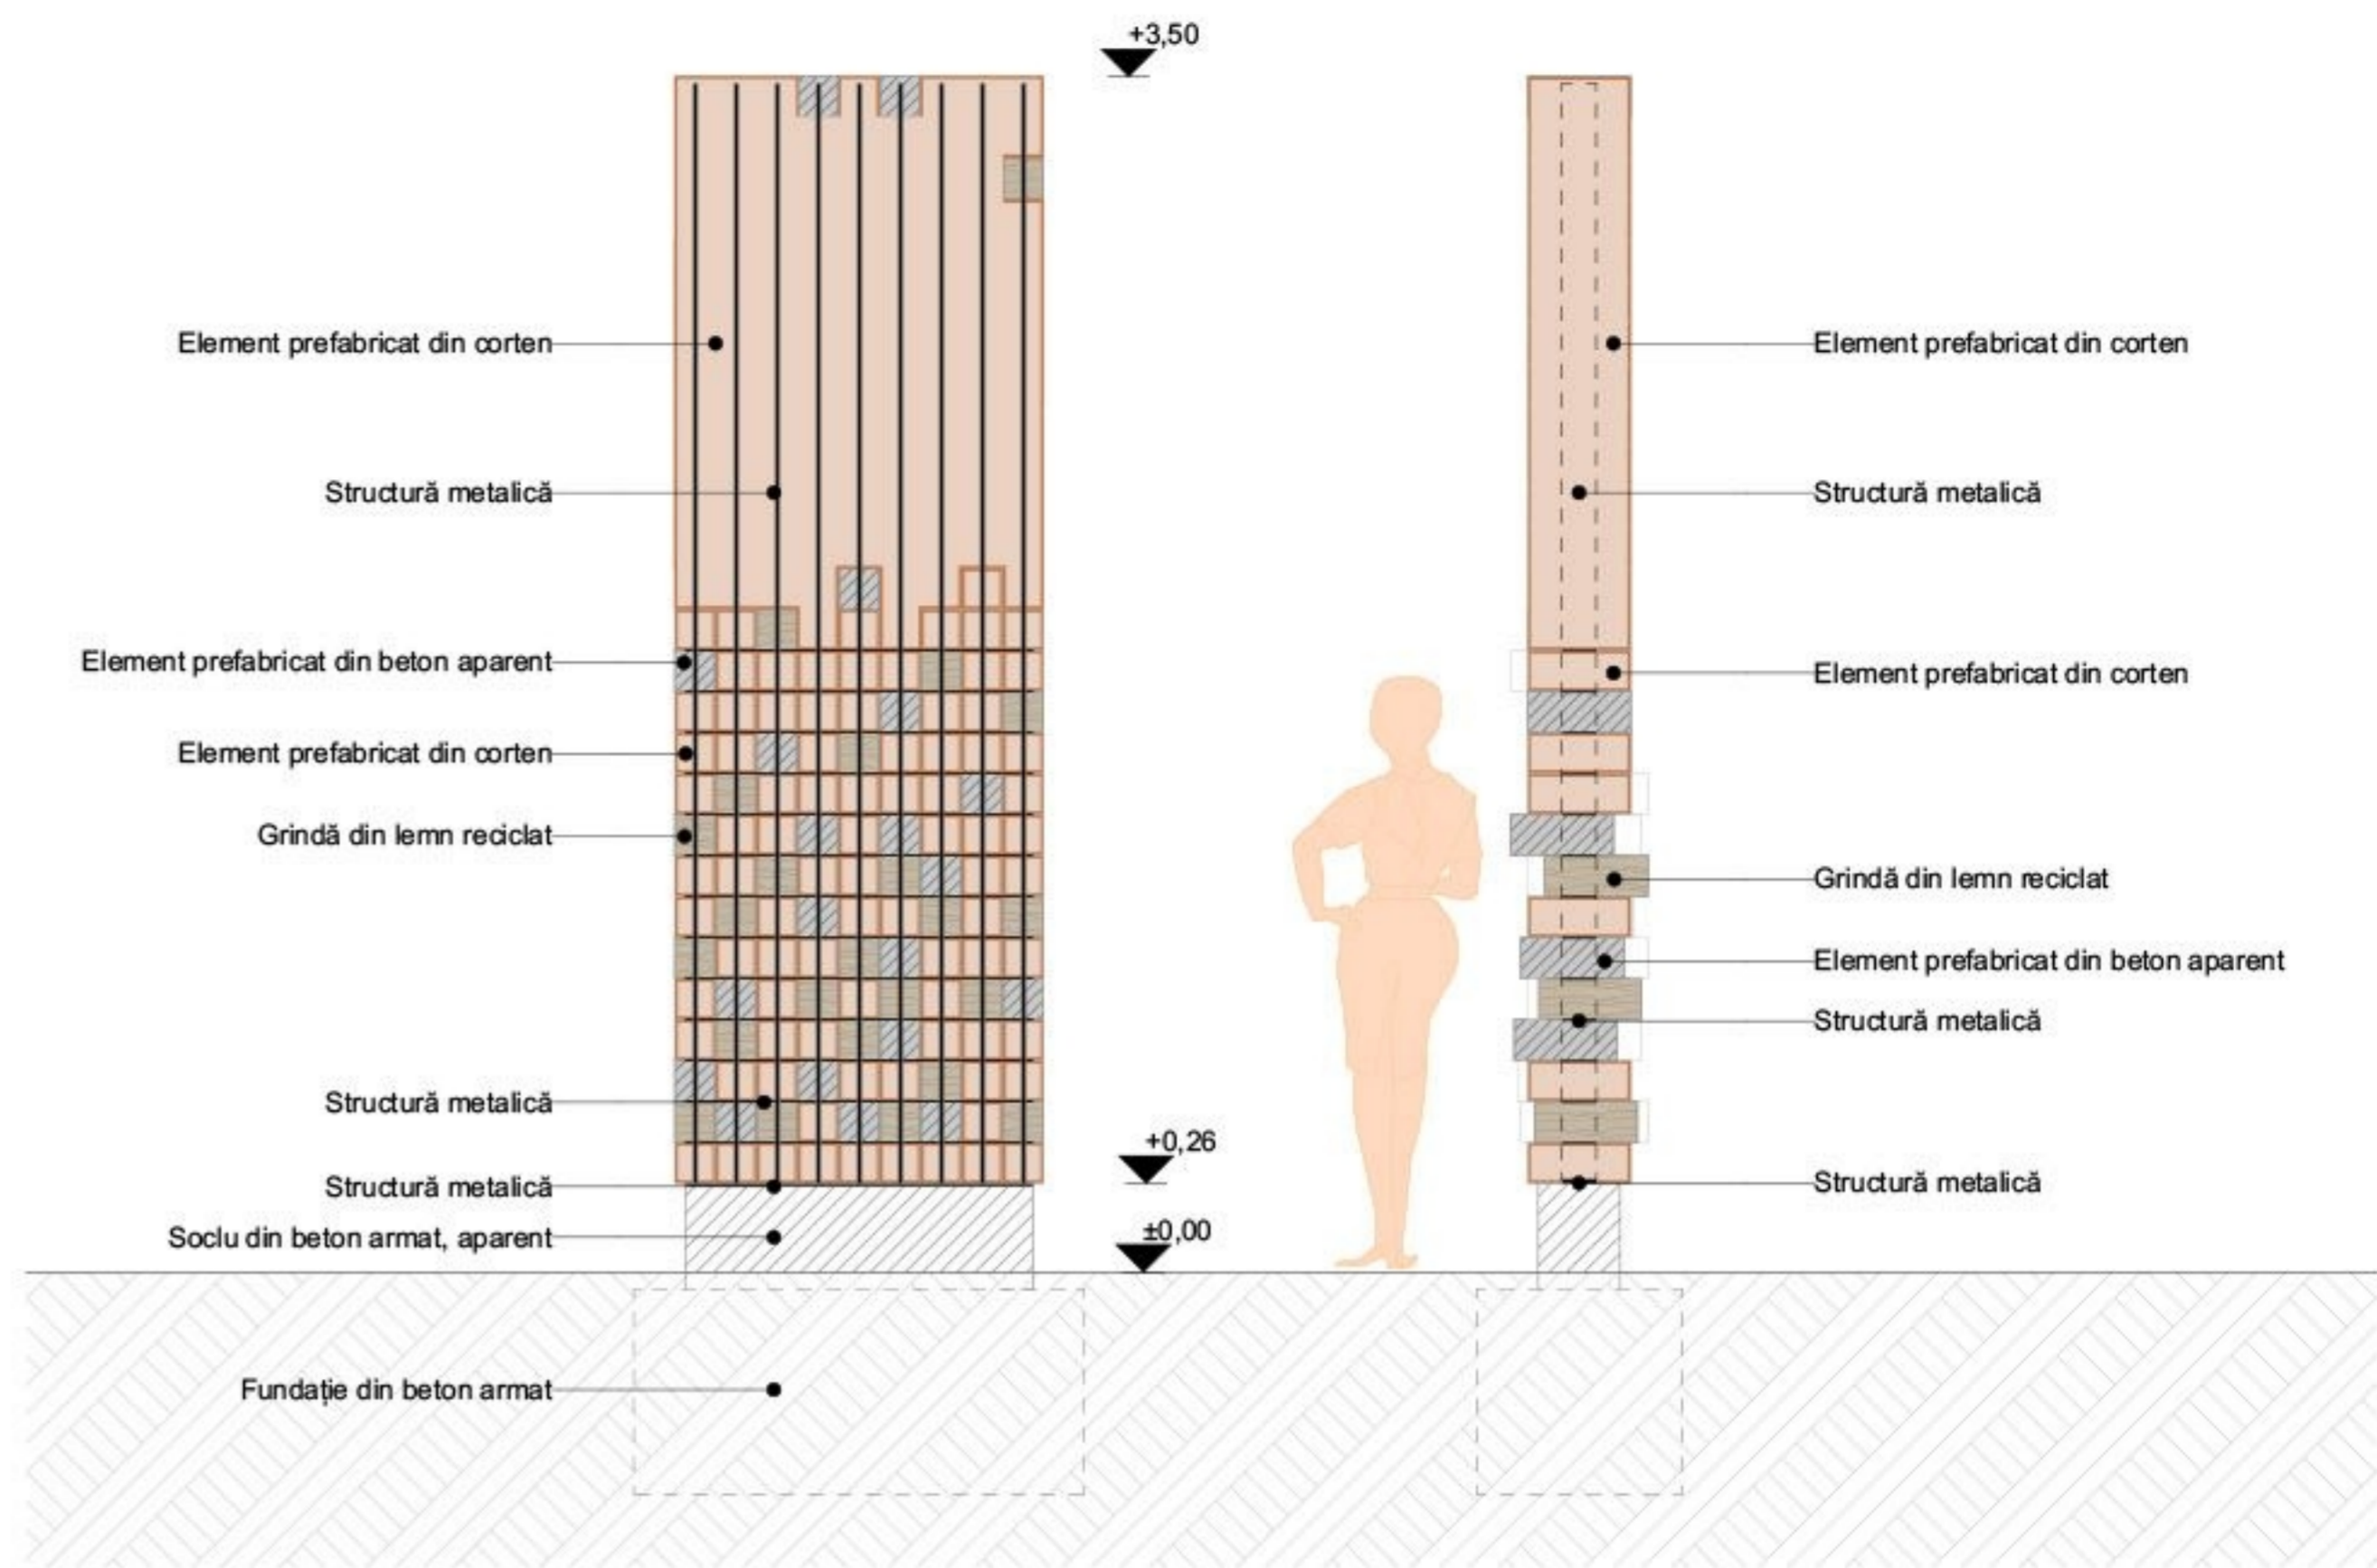 +3,50
Element prefabricat din corten
Element prefabricat din corten
Structură metalică
Structură metalică
Element prefabricat din beton aparent
Element prefabricat din corten
Element prefabricat din corten
Grindă din lemn reciclat
Grindă din lemn reciclat
Element prefabricat din beton aparent
Structură metalică
Structură metalică
+0,26
Structură metalică
Structură metalică
±0,00
Soclu din beton armat, aparent
Fundație din beton armat